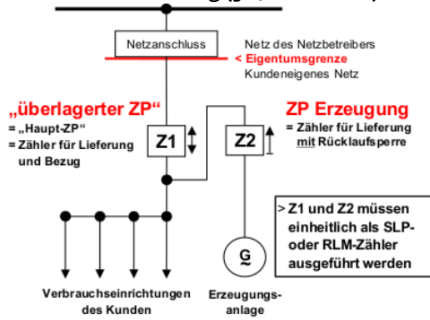 Netzanschluss
Netz des Netzbetreibers
< Eigentumsgrenze
Kundeneigenes Netz
„überlagerter ZP“
= „Haupt-ZP“
= Zähler für Lieferung
und Bezug
Z1
Z2
ZP Erzeugung
= Zähler für Lieferung
mit Rücklaufsperre
> Z1 und Z2 müssen
einheitlich als SLP-
oder RLM-Zähler
ausgeführt werden
G
~
Verbrauchseinrichtungen
des Kunden
Erzeugungs-
anlage